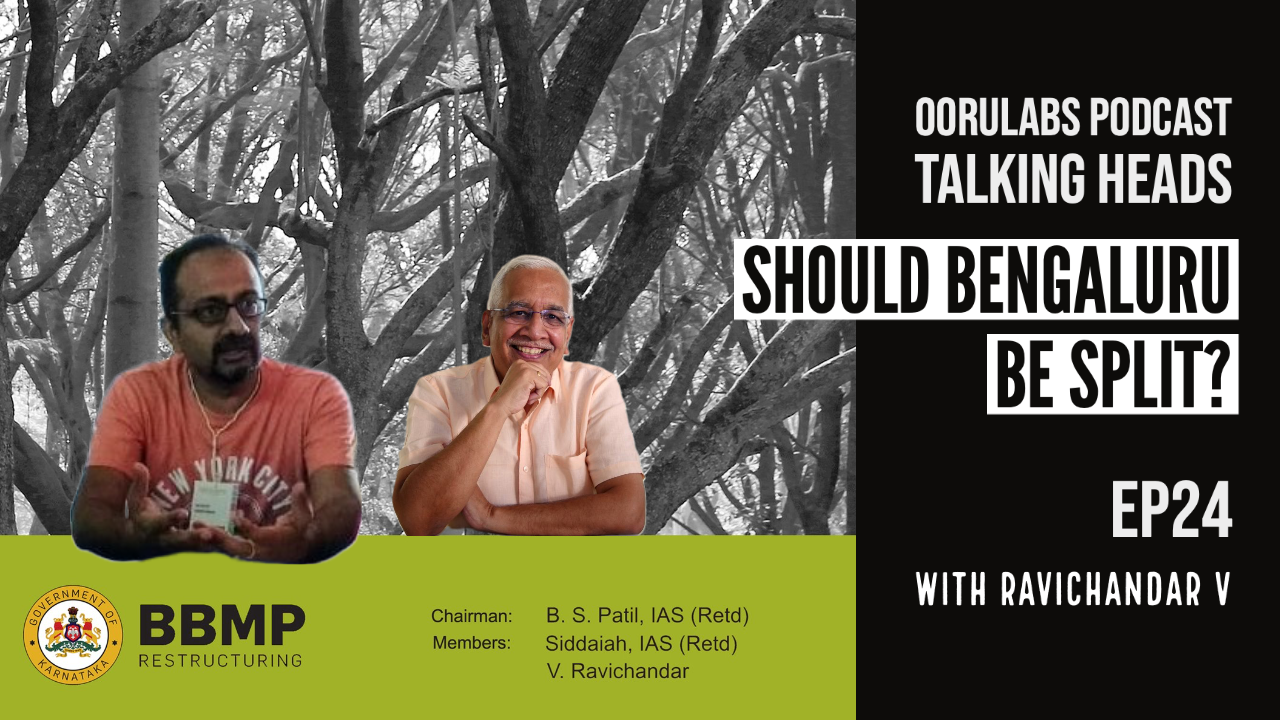 OORULABS PODCAST
TALKING HEADS
SHOULD BENGALURU
BE SPLIT?
EP24
WITH RAVICHANDAR V
NEW YORK CITY
GOVERNMENT OF
KARNATAKA
BBMP
RESTRUCTURING
Chairman: B. S. Patil, IAS (Retd)
Members: Siddaiah, IAS (Retd)
V. Ravichandar